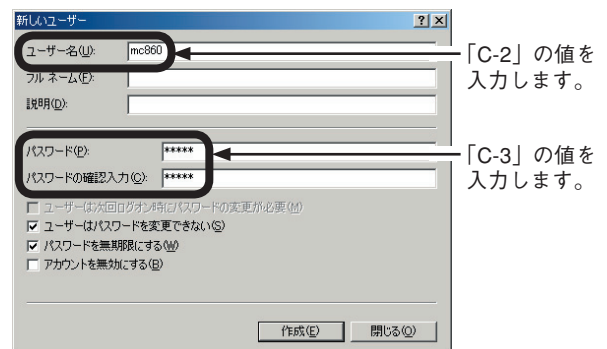 新しいユーザー
ユーザー名(U): mc860
フル ネーム(F):
説明(D):
パスワード(P): *****
パスワードの確認入力(C): *****
ユーザーは次回ログオン時にパスワードの変更が必要(M)
ユーザーはパスワードを変更できない(S)
パスワードを無期限にする(W)
アカウントを無効にする(B)
作成(E) 閉じる(O)
「C-2」の値を
入力します。
「C-3」の値を
入力します。